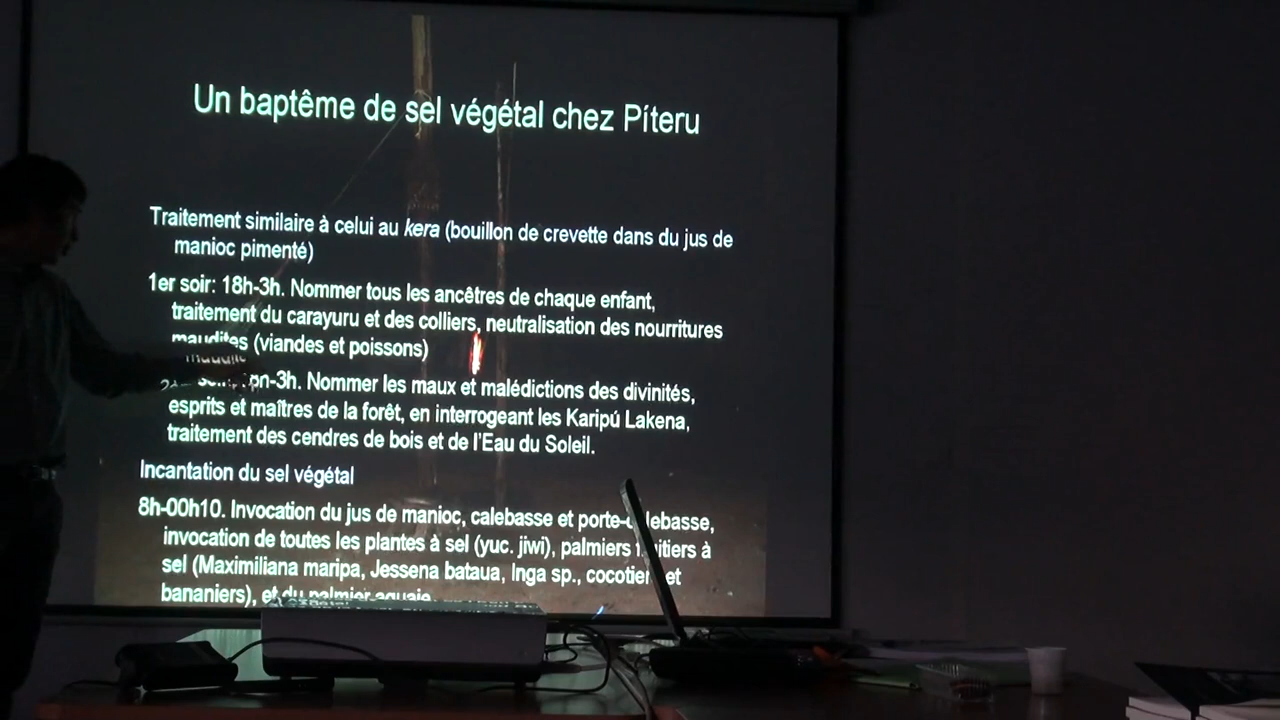 Un baptême de sel végétal chez Píteru
Traitement similaire à celui au kera (bouillon de crevette dans du jus de
manioc pimenté)
1er soir: 18h-3h. Nommer tous les ancêtres de chaque enfant,
traitement du carayuru et des colliers, neutralisation des nourritures
maudites (viandes et poissons)
-3h. Nommer les maux et malédictions des divinités,
esprits et maîtres de la forêt, en interrogeant les Karipú Lakena,
traitement des cendres de bois et de l'Eau du Soleil.
Incantation du sel végétal
8h-00h10. Invocation du jus de manioc, calebasse et porte-calebasse,
invocation de toutes les plantes à sel (yuc. jiwi), palmiers fruitiers à
sel (Maximiliana maripa, Jessena bataua, Inga sp., cocotier et
bananiers), et du palmier aguaje